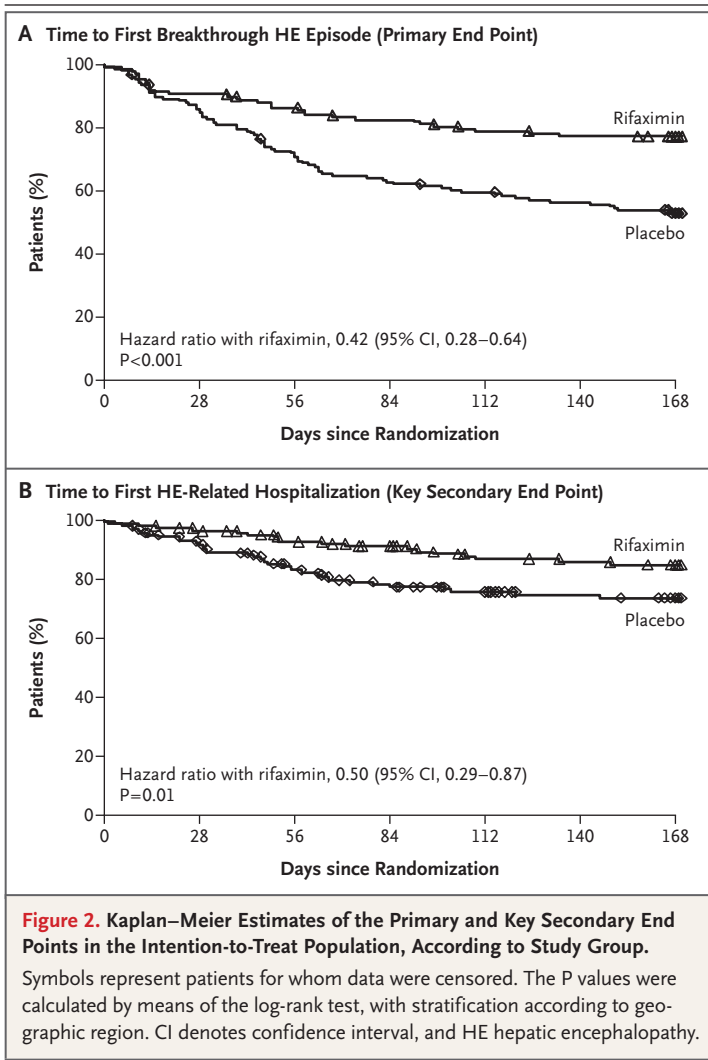 A Time to First Breakthrough HE Episode (Primary End Point)
100
80
60
40
20
0
Patients (%)
Rifaximin
Placebo
Hazard ratio with rifaximin, 0.42 (95% CI, 0.28–0.64)
P<0.001
0 28 56 84 112 140 168
Days since Randomization
B Time to First HE-Related Hospitalization (Key Secondary End Point)
100
80
60
40
20
0
Patients (%)
Rifaximin
Placebo
Hazard ratio with rifaximin, 0.50 (95% CI, 0.29–0.87)
P=0.01
0 28 56 84 112 140 168
Days since Randomization
Figure 2. Kaplan–Meier Estimates of the Primary and Key Secondary End
Points in the Intention-to-Treat Population, According to Study Group.
Symbols represent patients for whom data were censored. The P values were
calculated by means of the log-rank test, with stratification according to geo-
graphic region. CI denotes confidence interval, and HE hepatic encephalopathy.